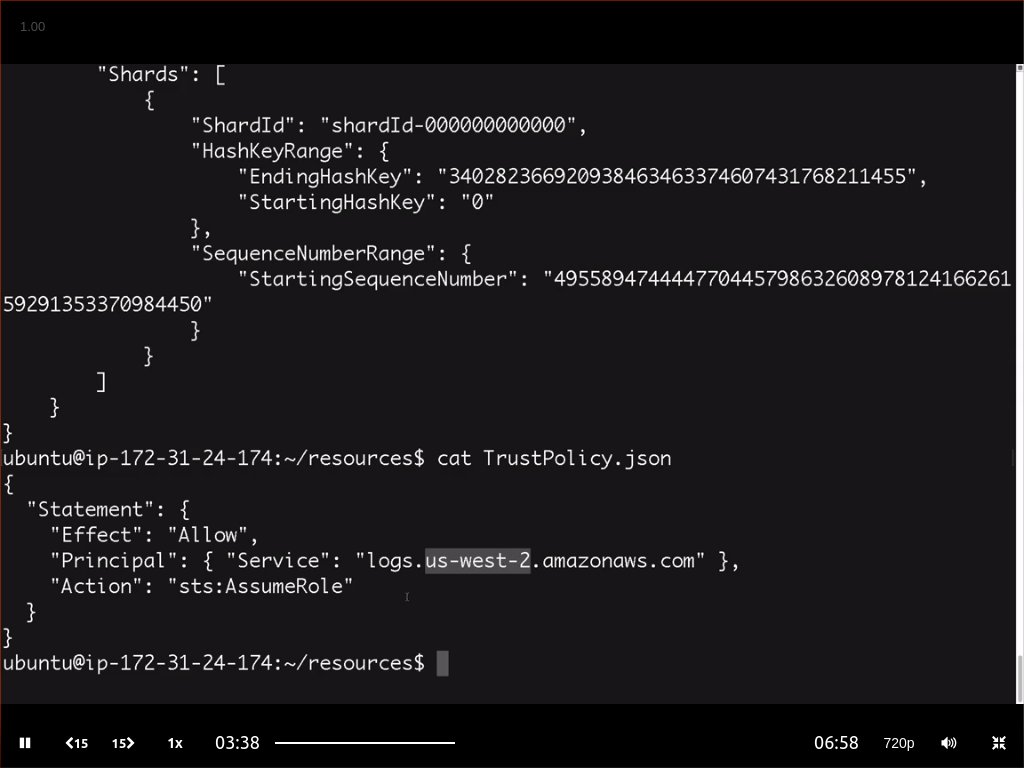 1.00
"Shards": [
{
"ShardId": "shardId-000000000000",
"HashKeyRange": {
"EndingHashKey": "340282366920938463463374607431768211455",
"StartingHashKey": "0"
},
"SequenceNumberRange": {
"StartingSequenceNumber": "495589474444770445798632608978124166261
592913533709844​50"
}
}
]
}
}
ubuntu@ip-172-31-24-174:~/resources$ cat TrustPolicy.json
{
"Statement": {
"Effect": "Allow",
"Principal": { "Service": "logs.us-west-2.amazonaws.com" },
"Action": "sts:AssumeRole"
}
}
ubuntu@ip-172-31-24-174:~/resources$
15 15 1x 03:38 06:58 720p